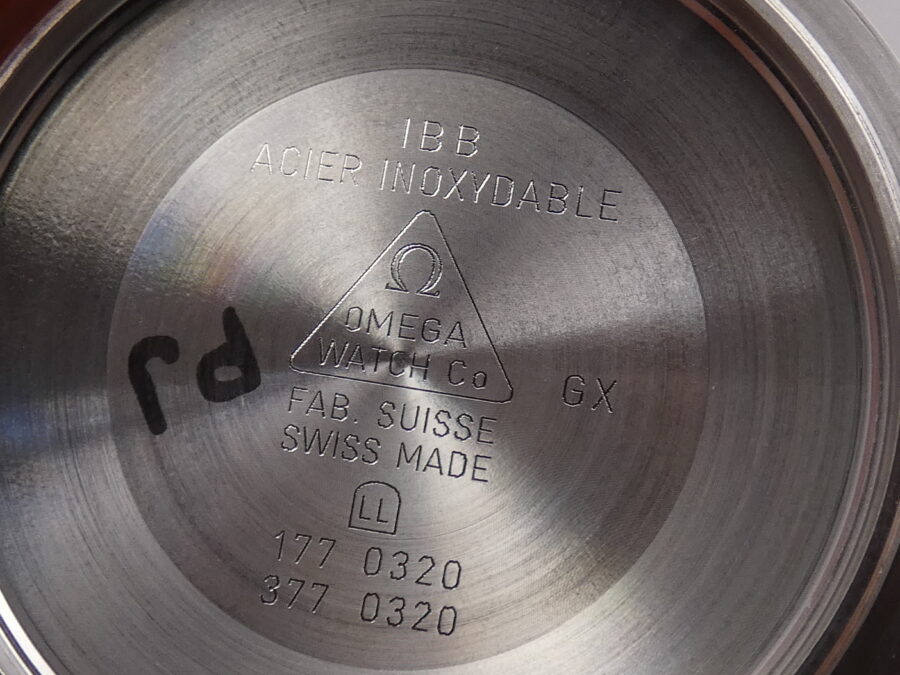 IBB
ACIER INOXYDABLE
Ω
OMEGA
WATCH Co
GX
FAB. SUISSE
SWISS MADE
LL
177 0320
377 0320